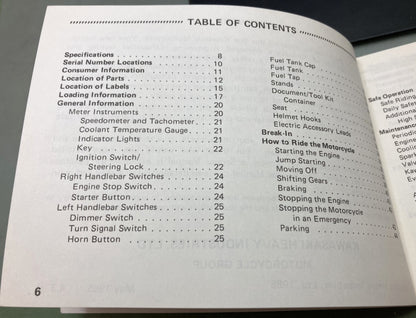 TABLE OF CONTENTS
Specifications . . . . . . . . . . . . . . 8
Serial Number Locations . . . . . . . 10
Consumer Information . . . . . . . . 11
Location of Parts . . . . . . . . . . . . 12
Location of Labels . . . . . . . . . . . 15
Loading Information . . . . . . . . . . 17
General Information . . . . . . . . . . 20
Meter Instruments . . . . . . . . . . 20
Speedometer and Tachometer . . 21
Coolant Temperature Gauge . . . 21
Indicator Lights . . . . . . . . . . 21
Key . . . . . . . . . . . . . . . . . . 22
Ignition Switch/
Steering Lock . . . . . . . . . . 22
Right Handlebar Switches . . . . . . 24
Engine Stop Switch . . . . . . . . 24
Starter Button . . . . . . . . . . . 24
Left Handlebar Switches . . . . . . . 25
Dimmer Switch . . . . . . . . . . . 25
Turn Signal Switch . . . . . . . . 25
Horn Button . . . . . . . . . . . . 25
6
Fuel Tank Cap
Fuel Tank
Fuel Tap
Stands
Document/Tool Kit
Container
Seat
Helmet Hooks
Electric Accessory Leads
Break-In
How to Ride the Motorcycle
Starting the Engine
Jump Starting
Moving Off
Shifting Gears
Braking
Stopping the Engine
Stopping the Motorcycle
in an Emergency
Parking
Safe Operation
Safe Riding
Daily Safe
Additional
High
Maintenance
Periodic
Engine